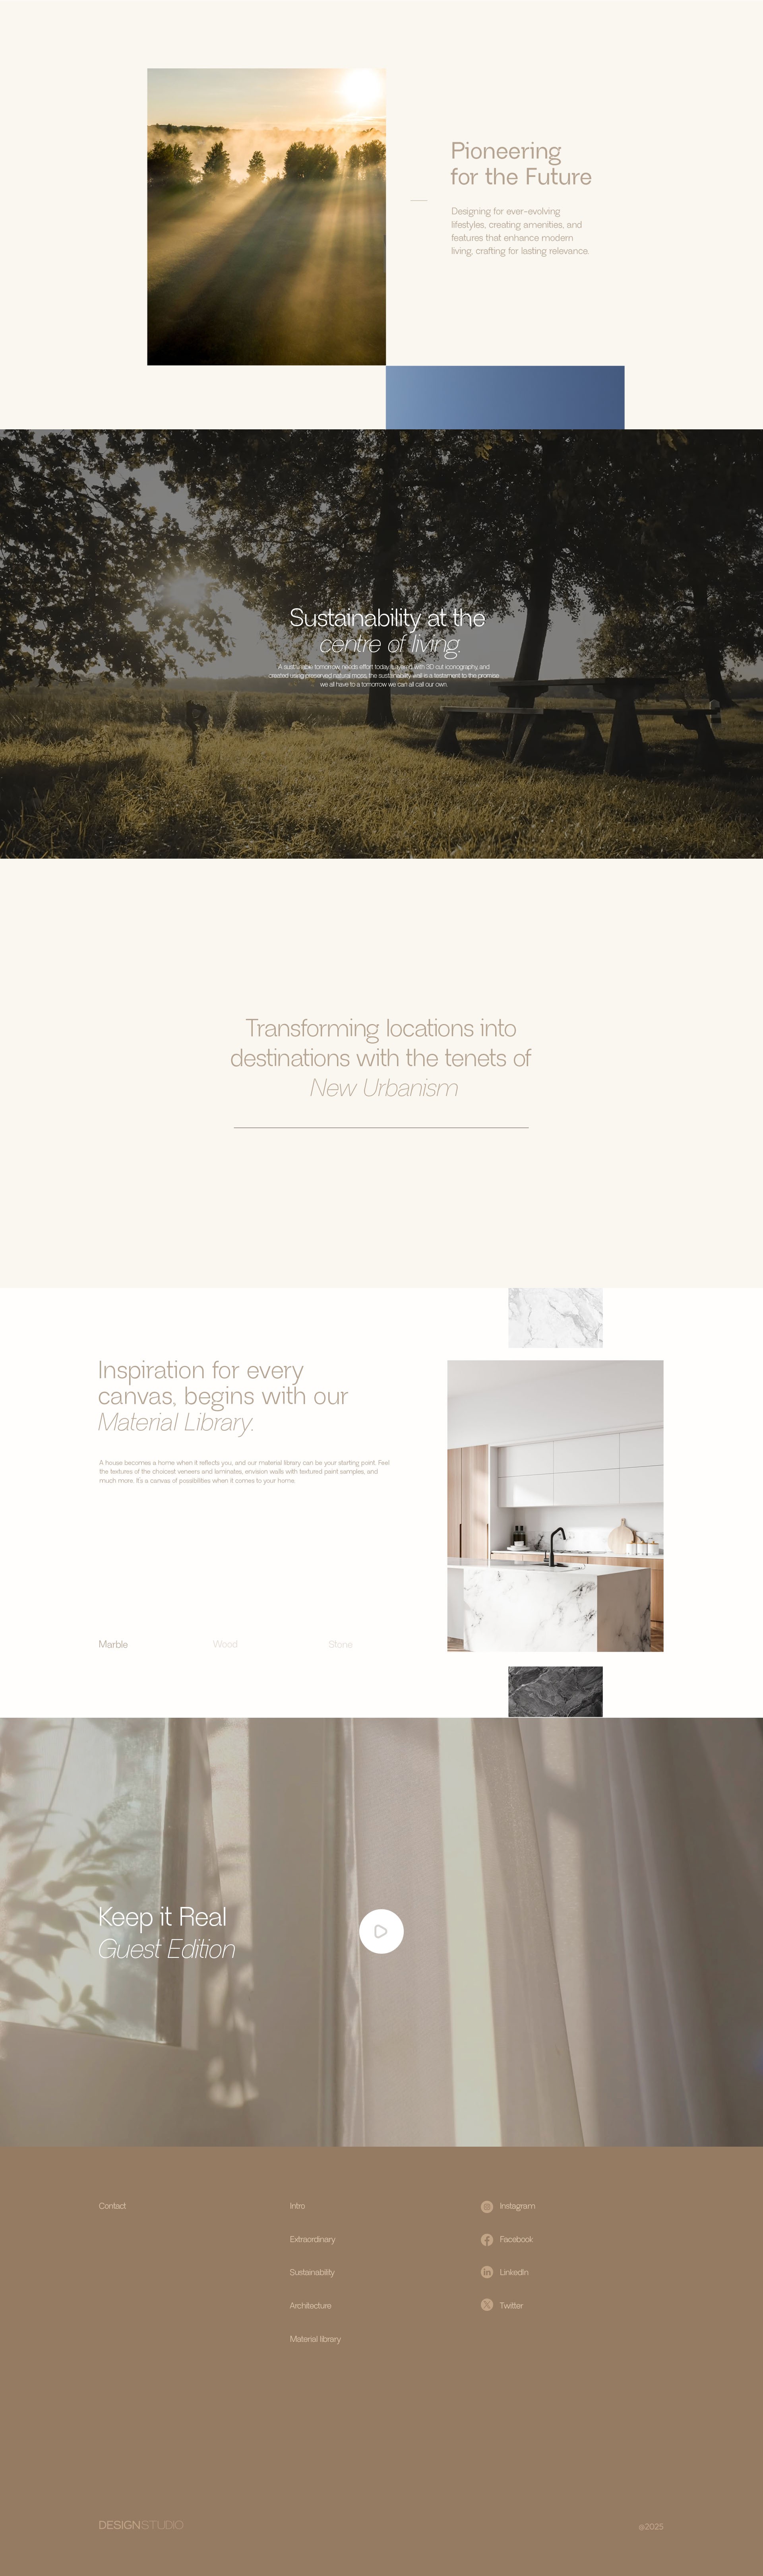 Pioneering
for the Future
Designing for ever-evolving
lifestyles, creating amenities, and
features that enhance modern
living, crafting for lasting relevance.
Sustainability at the
centre of living
A sustainable tomorrow, needs effort today. Layered with 3D cut iconography, and
created using preserved natural moss, the sustainability wall is a testament to the promise
we all have to a tomorrow we can all call our own.
Transforming locations into
destinations with the tenets of
New Urbanism
Inspiration for every
canvas, begins with our
Material Library.
A house becomes a home when it reflects you, and our material library can be your starting point. Feel
the textures of the choicest veneers and laminates, envision walls with textured paint samples, and
much more. It's a canvas of possibilities when it comes to your home.
Marble Wood Stone
Keep it Real
Guest Edition
Contact Intro Instagram
Extraordinary Facebook
Sustainability LinkedIn
Architecture Twitter
Material library
DESIGN.STUDIO @2025